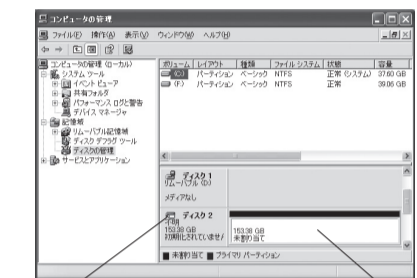 コンピュータの管理
ファイル(F) 操作(A) 表示(V) ウィンドウ(W) ヘルプ(H)
コンピュータの管理 (ローカル)
システム ツール
イベント ビューア
共有フォルダ
パフォーマンス ログと警告
デバイス マネージャ
記憶域
リムーバブル記憶域
ディスク デフラグ ツール
ディスクの管理
サービスとアプリケーション
ボリューム レイアウト 種類 ファイル システム 状態 容量
(C:) パーティション ベーシック NTFS 正常 (システム) 37.60 GB
(F:) パーティション ベーシック NTFS 正常 39.06 GB
ディスク 1
リムーバブル (D:)
メディアなし
ディスク 2
不明
153.38 GB
初期化されていませ/
153.38 GB
未割り当て
未割り当て プライマリ パーティション